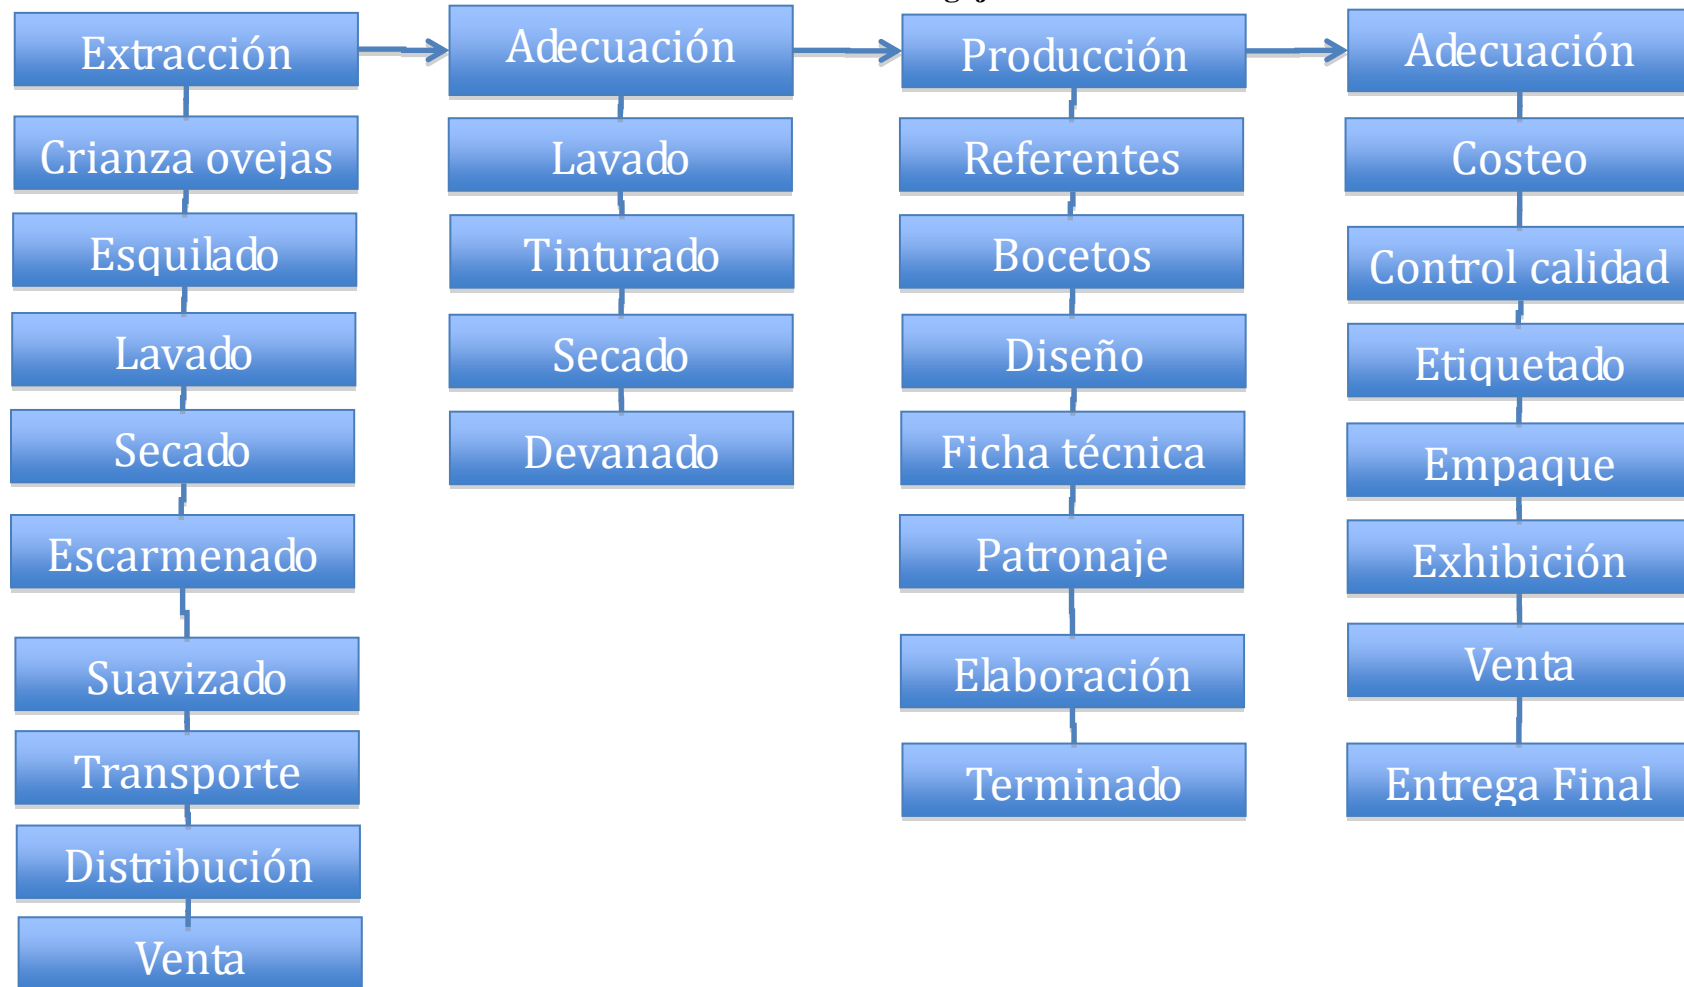 Extracción
Crianza ovejas
Esquilado
Lavado
Secado
Escarmenado
Suavizado
Transporte
Distribución
Venta
Adecuación
Lavado
Tinturado
Secado
Devanado
Producción
Referentes
Bocetos
Diseño
Ficha técnica
Patronaje
Elaboración
Terminado
Adecuación
Costeo
Control calidad
Etiquetado
Empaque
Exhibición
Venta
Entrega Final